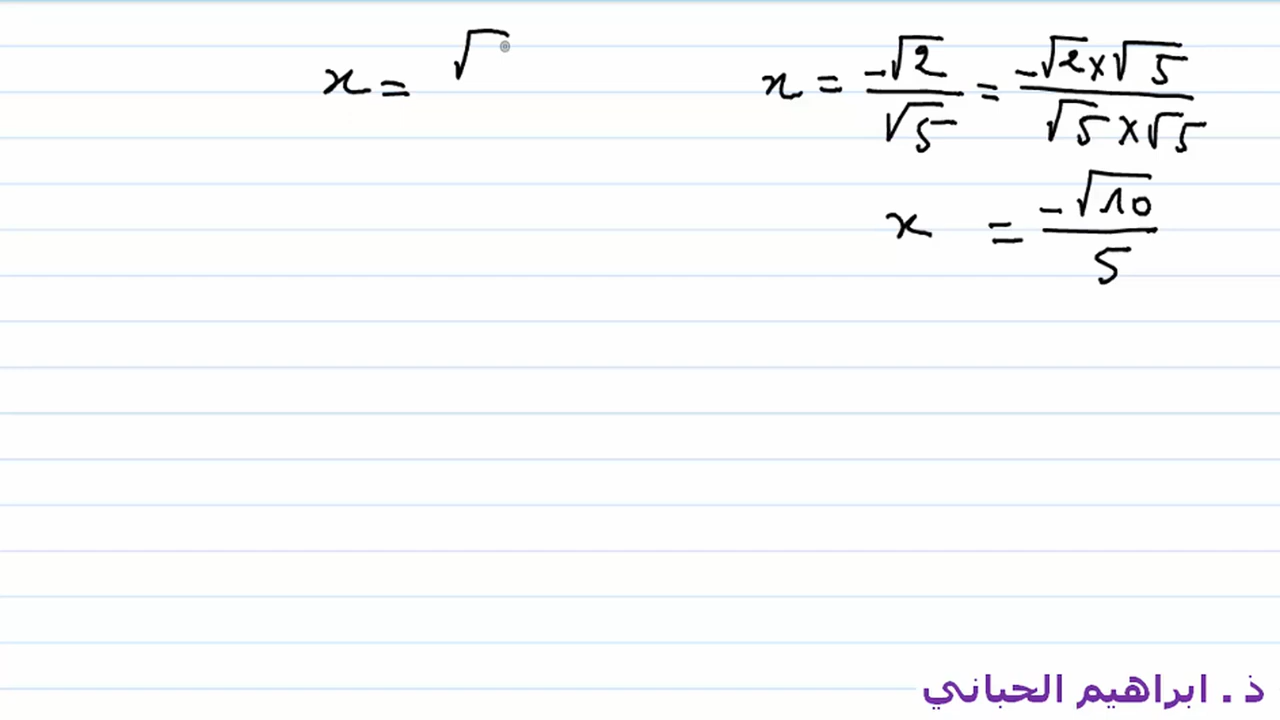 x = √
x = -√2/√5 = -√2×√5/√5×√5
x = -√10/5
ذ . ابراهيم الحباني